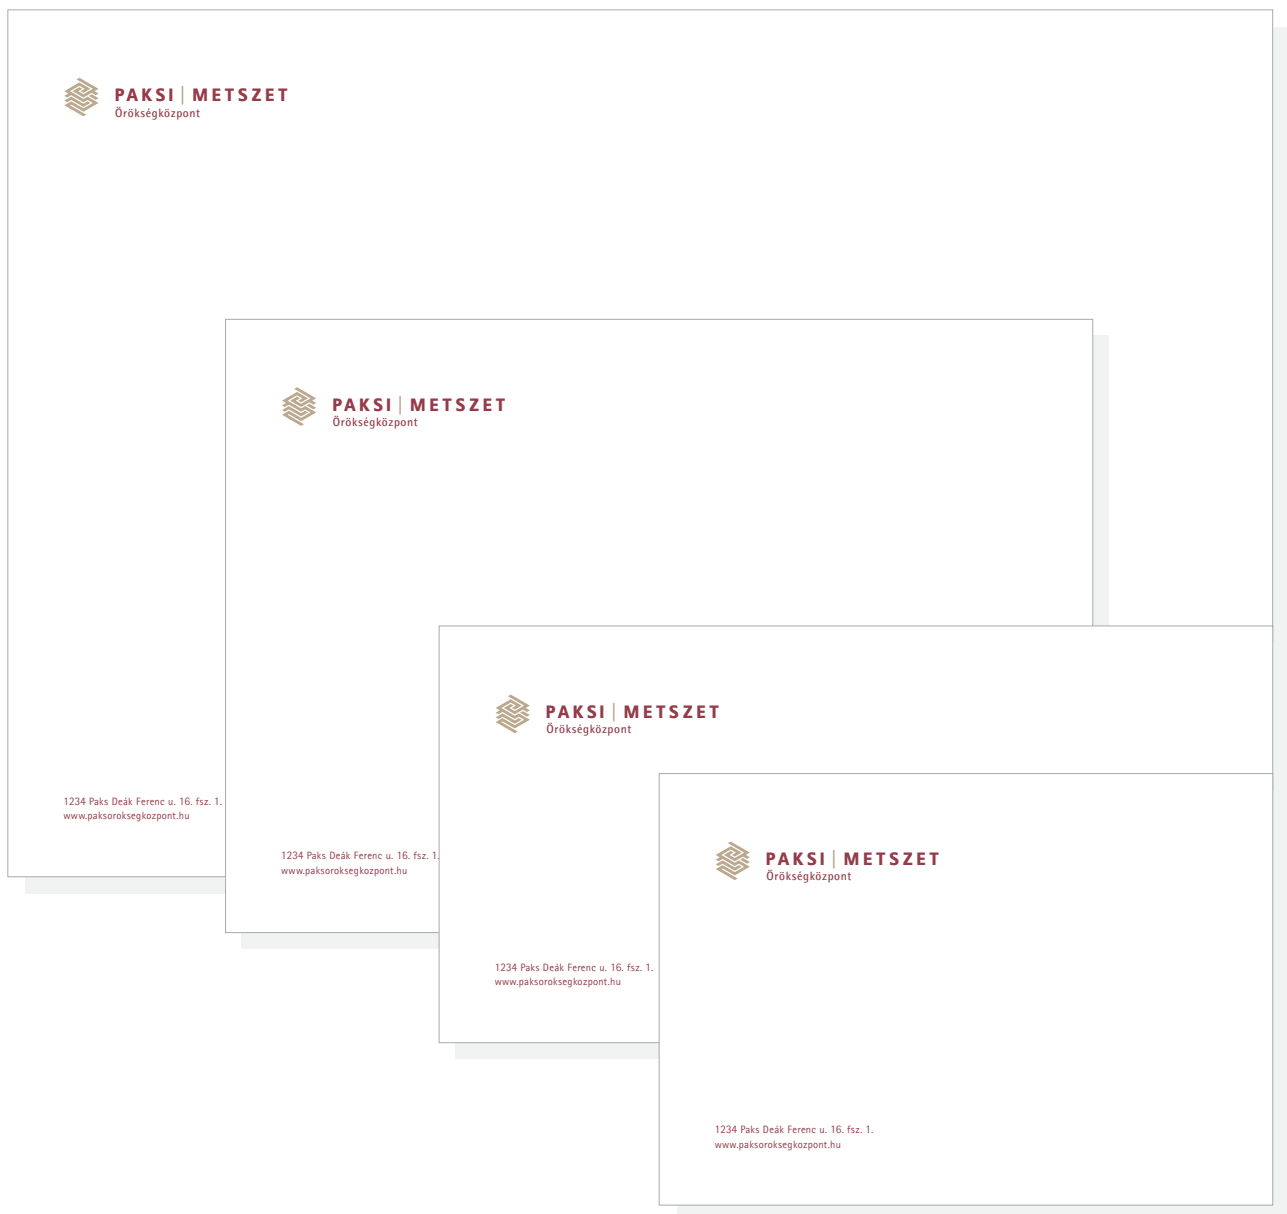 PAKSI | METSZET
Örökségközpont
1234 Paks Deák Ferenc u. 16. fsz. 1.
www.paksoroksegkozpont.hu
PAKSI | METSZET
Örökségközpont
1234 Paks Deák Ferenc u. 16. fsz. 1.
www.paksoroksegkozpont.hu
PAKSI | METSZET
Örökségközpont
1234 Paks Deák Ferenc u. 16. fsz. 1.
www.paksoroksegkozpont.hu
PAKSI | METSZET
Örökségközpont
1234 Paks Deák Ferenc u. 16. fsz. 1.
www.paksoroksegkozpont.hu